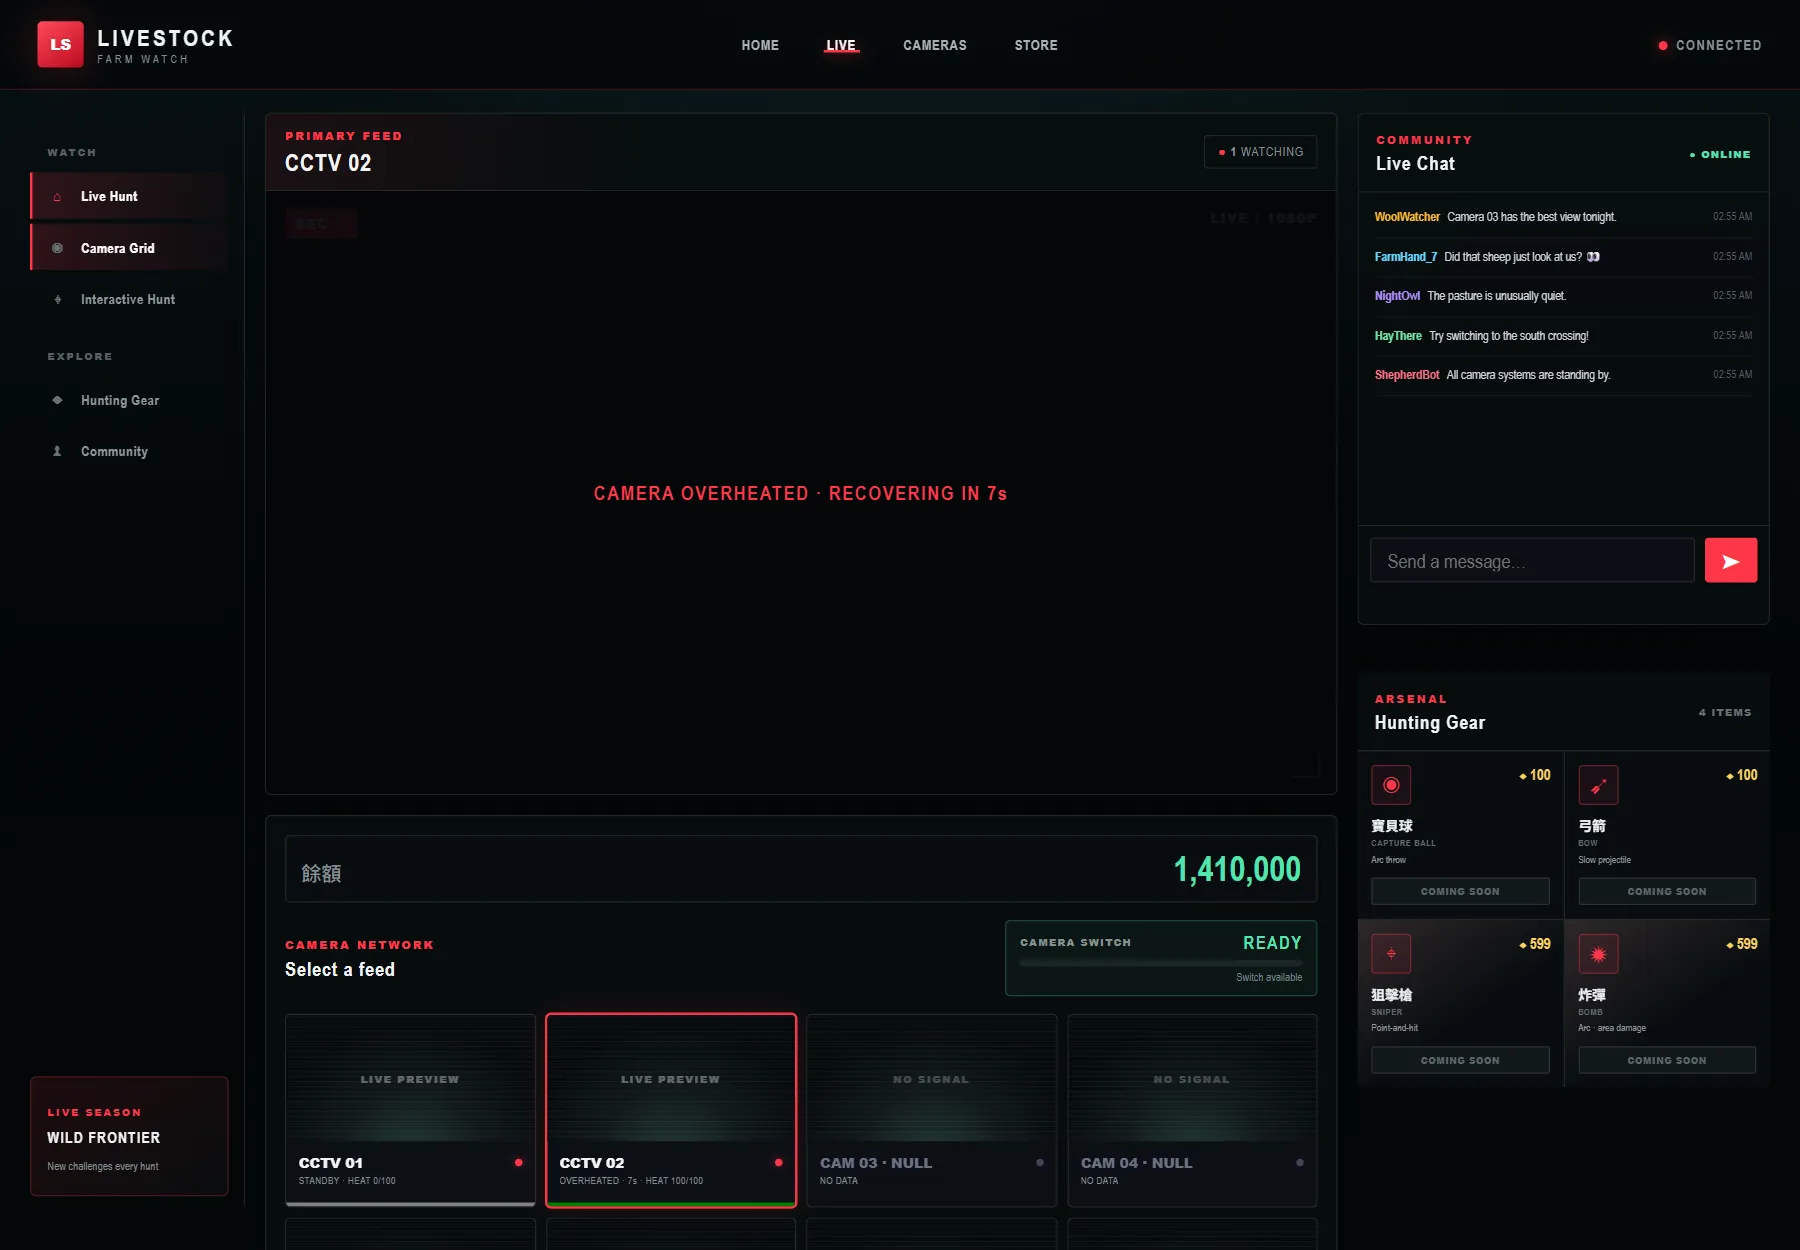 LS
LIVESTOCK
FARM WATCH
HOME
LIVE
CAMERAS
STORE
CONNECTED
WATCH
Live Hunt
Camera Grid
Interactive Hunt
EXPLORE
Hunting Gear
Community
LIVE SEASON
WILD FRONTIER
New challenges every hunt
PRIMARY FEED
CCTV 02
1 WATCHING
REC
LIVE / 1080P
CAMERA OVERHEATED · RECOVERING IN 7s
餘額
1,410,000
CAMERA NETWORK
Select a feed
CAMERA SWITCH
READY
Switch available
LIVE PREVIEW
CCTV 01
STANDBY · HEAT 0/100
LIVE PREVIEW
CCTV 02
OVERHEATED · 7s · HEAT 100/100
NO SIGNAL
CAM 03 · NULL
NO DATA
NO SIGNAL
CAM 04 · NULL
NO DATA
COMMUNITY
Live Chat
ONLINE
WoolWatcher Camera 03 has the best view tonight. 02:55 AM
FarmHand_7 Did that sheep just look at us? 👀 02:55 AM
NightOwl The pasture is unusually quiet. 02:55 AM
HayThere Try switching to the south crossing! 02:55 AM
ShepherdBot All camera systems are standing by. 02:55 AM
Send a message...
ARSENAL
Hunting Gear
4 ITEMS
100
寶貝球
CAPTURE BALL
Arc throw
COMING SOON
100
弓箭
BOW
Slow projectile
COMING SOON
599
狙擊槍
SNIPER
Point-and-hit
COMING SOON
599
炸彈
BOMB
Arc · area damage
COMING SOON